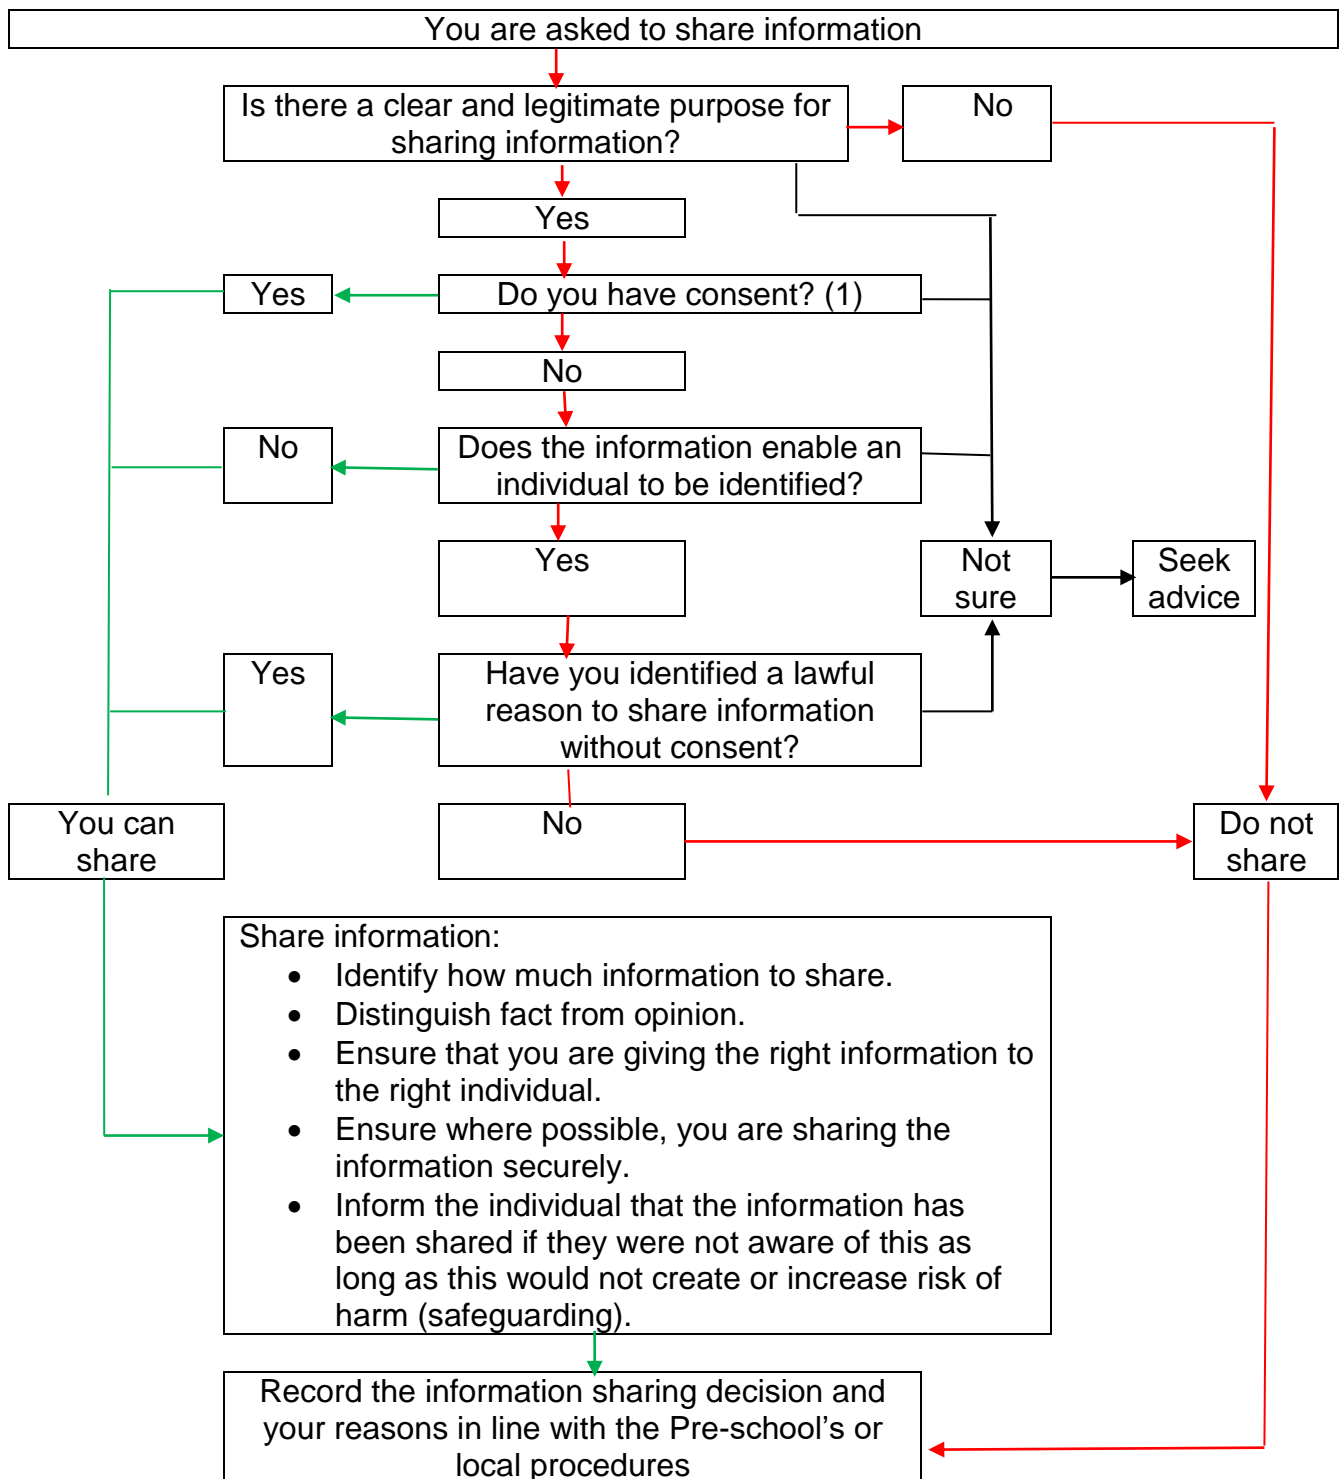 You are asked to share information
Is there a clear and legitimate purpose for
sharing information?
No
Yes
Yes
Do you have consent? (1)
No
No
Does the information enable an
individual to be identified?
Yes
Not
sure
Seek
advice
Yes
Have you identified a lawful
reason to share information
without consent?
You can
share
No
Do not
share
Share information:
• Identify how much information to share.
• Distinguish fact from opinion.
• Ensure that you are giving the right information to
the right individual.
• Ensure where possible, you are sharing the
information securely.
• Inform the individual that the information has
been shared if they were not aware of this as
long as this would not create or increase risk of
harm (safeguarding).
Record the information sharing decision and
your reasons in line with the Pre-school’s or
local procedures